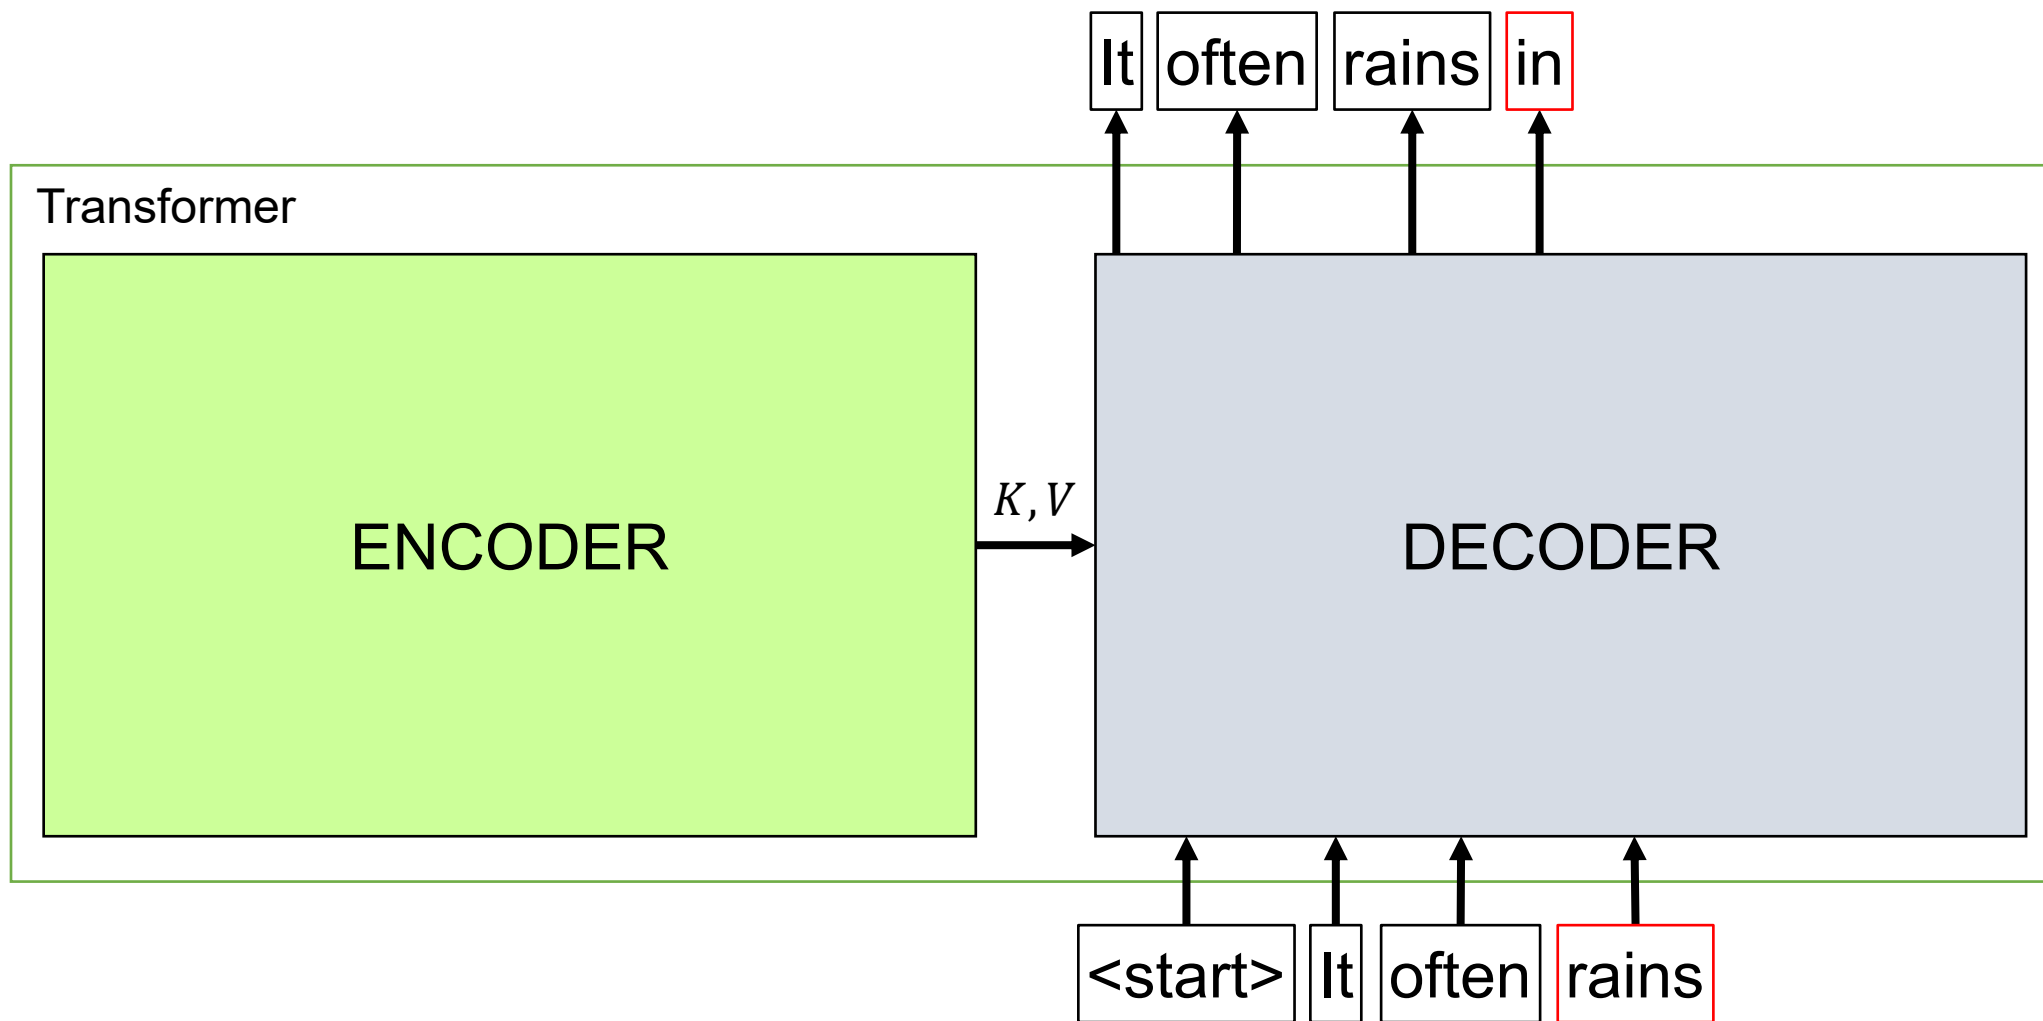 It often rains in
Transformer
ENCODER
K, V
DECODER
<start> It often rains